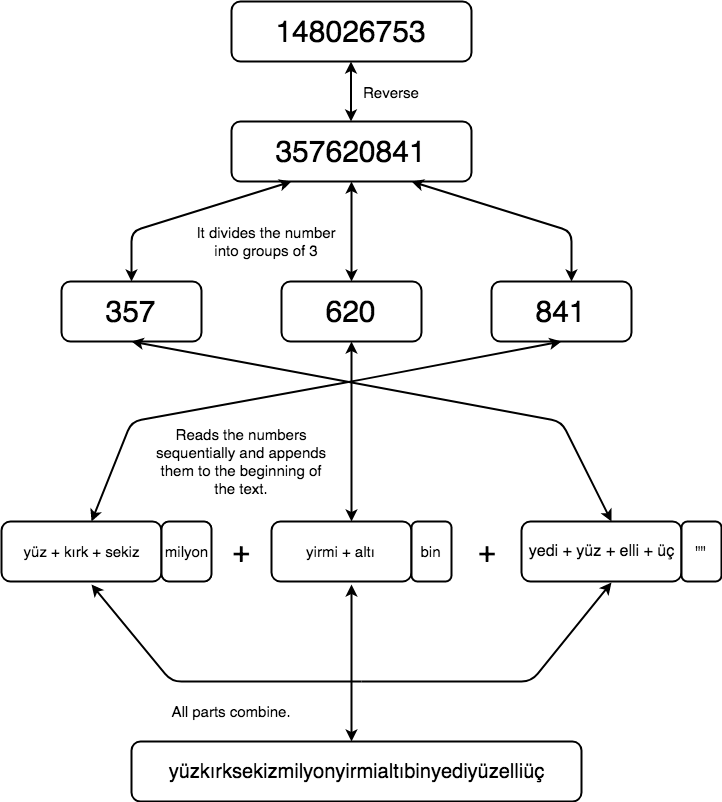 148026753
Reverse
357620841
It divides the number
into groups of 3
357
620
841
Reads the numbers
sequentially and appends
them to the beginning of
the text.
yüz + kırk + sekiz
milyon
+
yirmi + altı
bin
+
yedi + yüz + elli + üç
""
All parts combine.
yüzkırksekizmilyonyirmialtıbinyediyüzelliüç